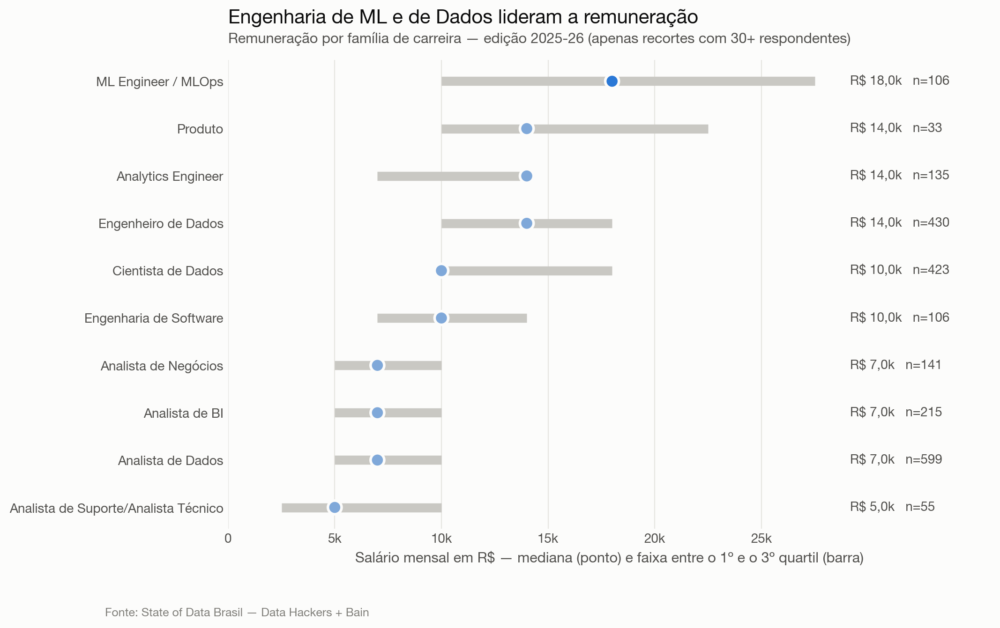 Engenharia de ML e de Dados lideram a remuneração
Remuneração por família de carreira — edição 2025-26 (apenas recortes com 30+ respondentes)
ML Engineer / MLOps R$ 18,0k n=106
Produto R$ 14,0k n=33
Analytics Engineer R$ 14,0k n=135
Engenheiro de Dados R$ 14,0k n=430
Cientista de Dados R$ 10,0k n=423
Engenharia de Software R$ 10,0k n=106
Analista de Negócios R$ 7,0k n=141
Analista de BI R$ 7,0k n=215
Analista de Dados R$ 7,0k n=599
Analista de Suporte/Analista Técnico R$ 5,0k n=55
0 5k 10k 15k 20k 25k
Salário mensal em R$ — mediana (ponto) e faixa entre o 1º e o 3º quartil (barra)
Fonte: State of Data Brasil — Data Hackers + Bain